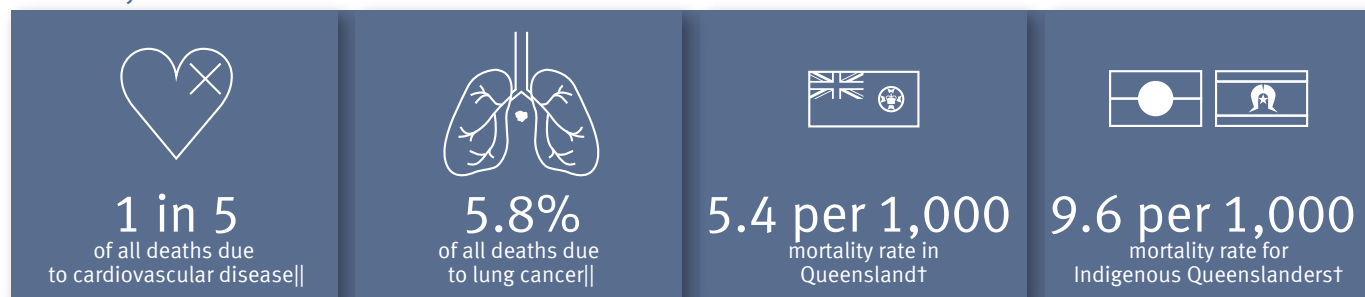 1 in 5
of all deaths due
to cardiovascular disease||
5.8%
of all deaths due
to lung cancer||
5.4 per 1,000
mortality rate in
Queensland†
9.6 per 1,000
mortality rate for
Indigenous Queenslanders†